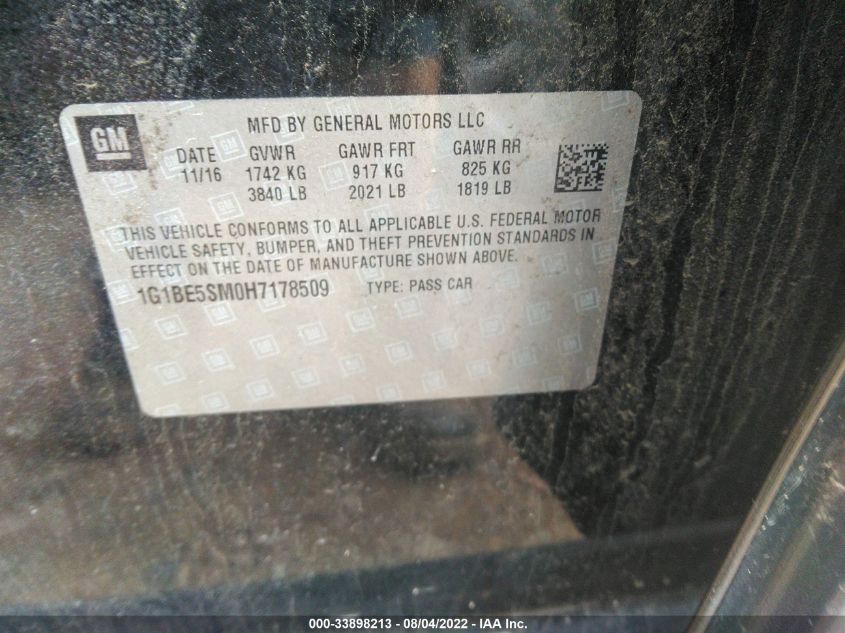 GM
MFD BY GENERAL MOTORS LLC
DATE GVWR GAWR FRT GAWR RR
11/16 1742 KG 917 KG 825 KG
3840 LB 2021 LB 1819 LB
THIS VEHICLE CONFORMS TO ALL APPLICABLE U.S. FEDERAL MOTOR
VEHICLE SAFETY, BUMPER, AND THEFT PREVENTION STANDARDS IN
EFFECT ON THE DATE OF MANUFACTURE SHOWN ABOVE.
1G1BE5SM0H7178509 TYPE: PASS CAR
000-33898213 - 08/04/2022 - IAA Inc.